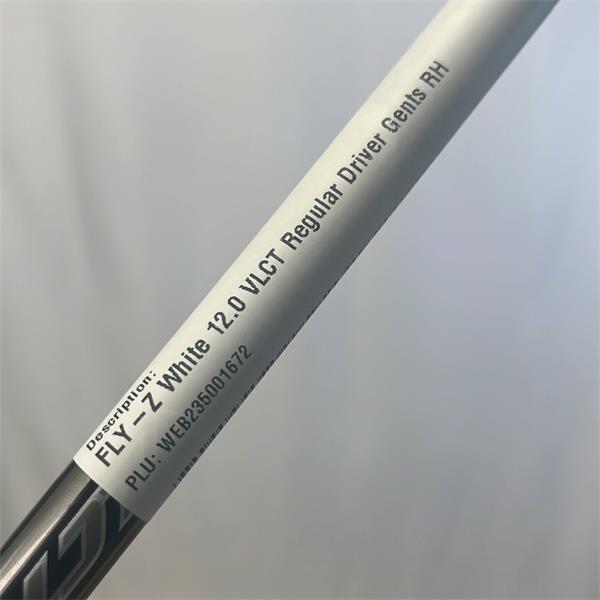 Description:
FLY-Z White 12.0 VLCT Regular Driver Gents RH
PLU: WEB235001672